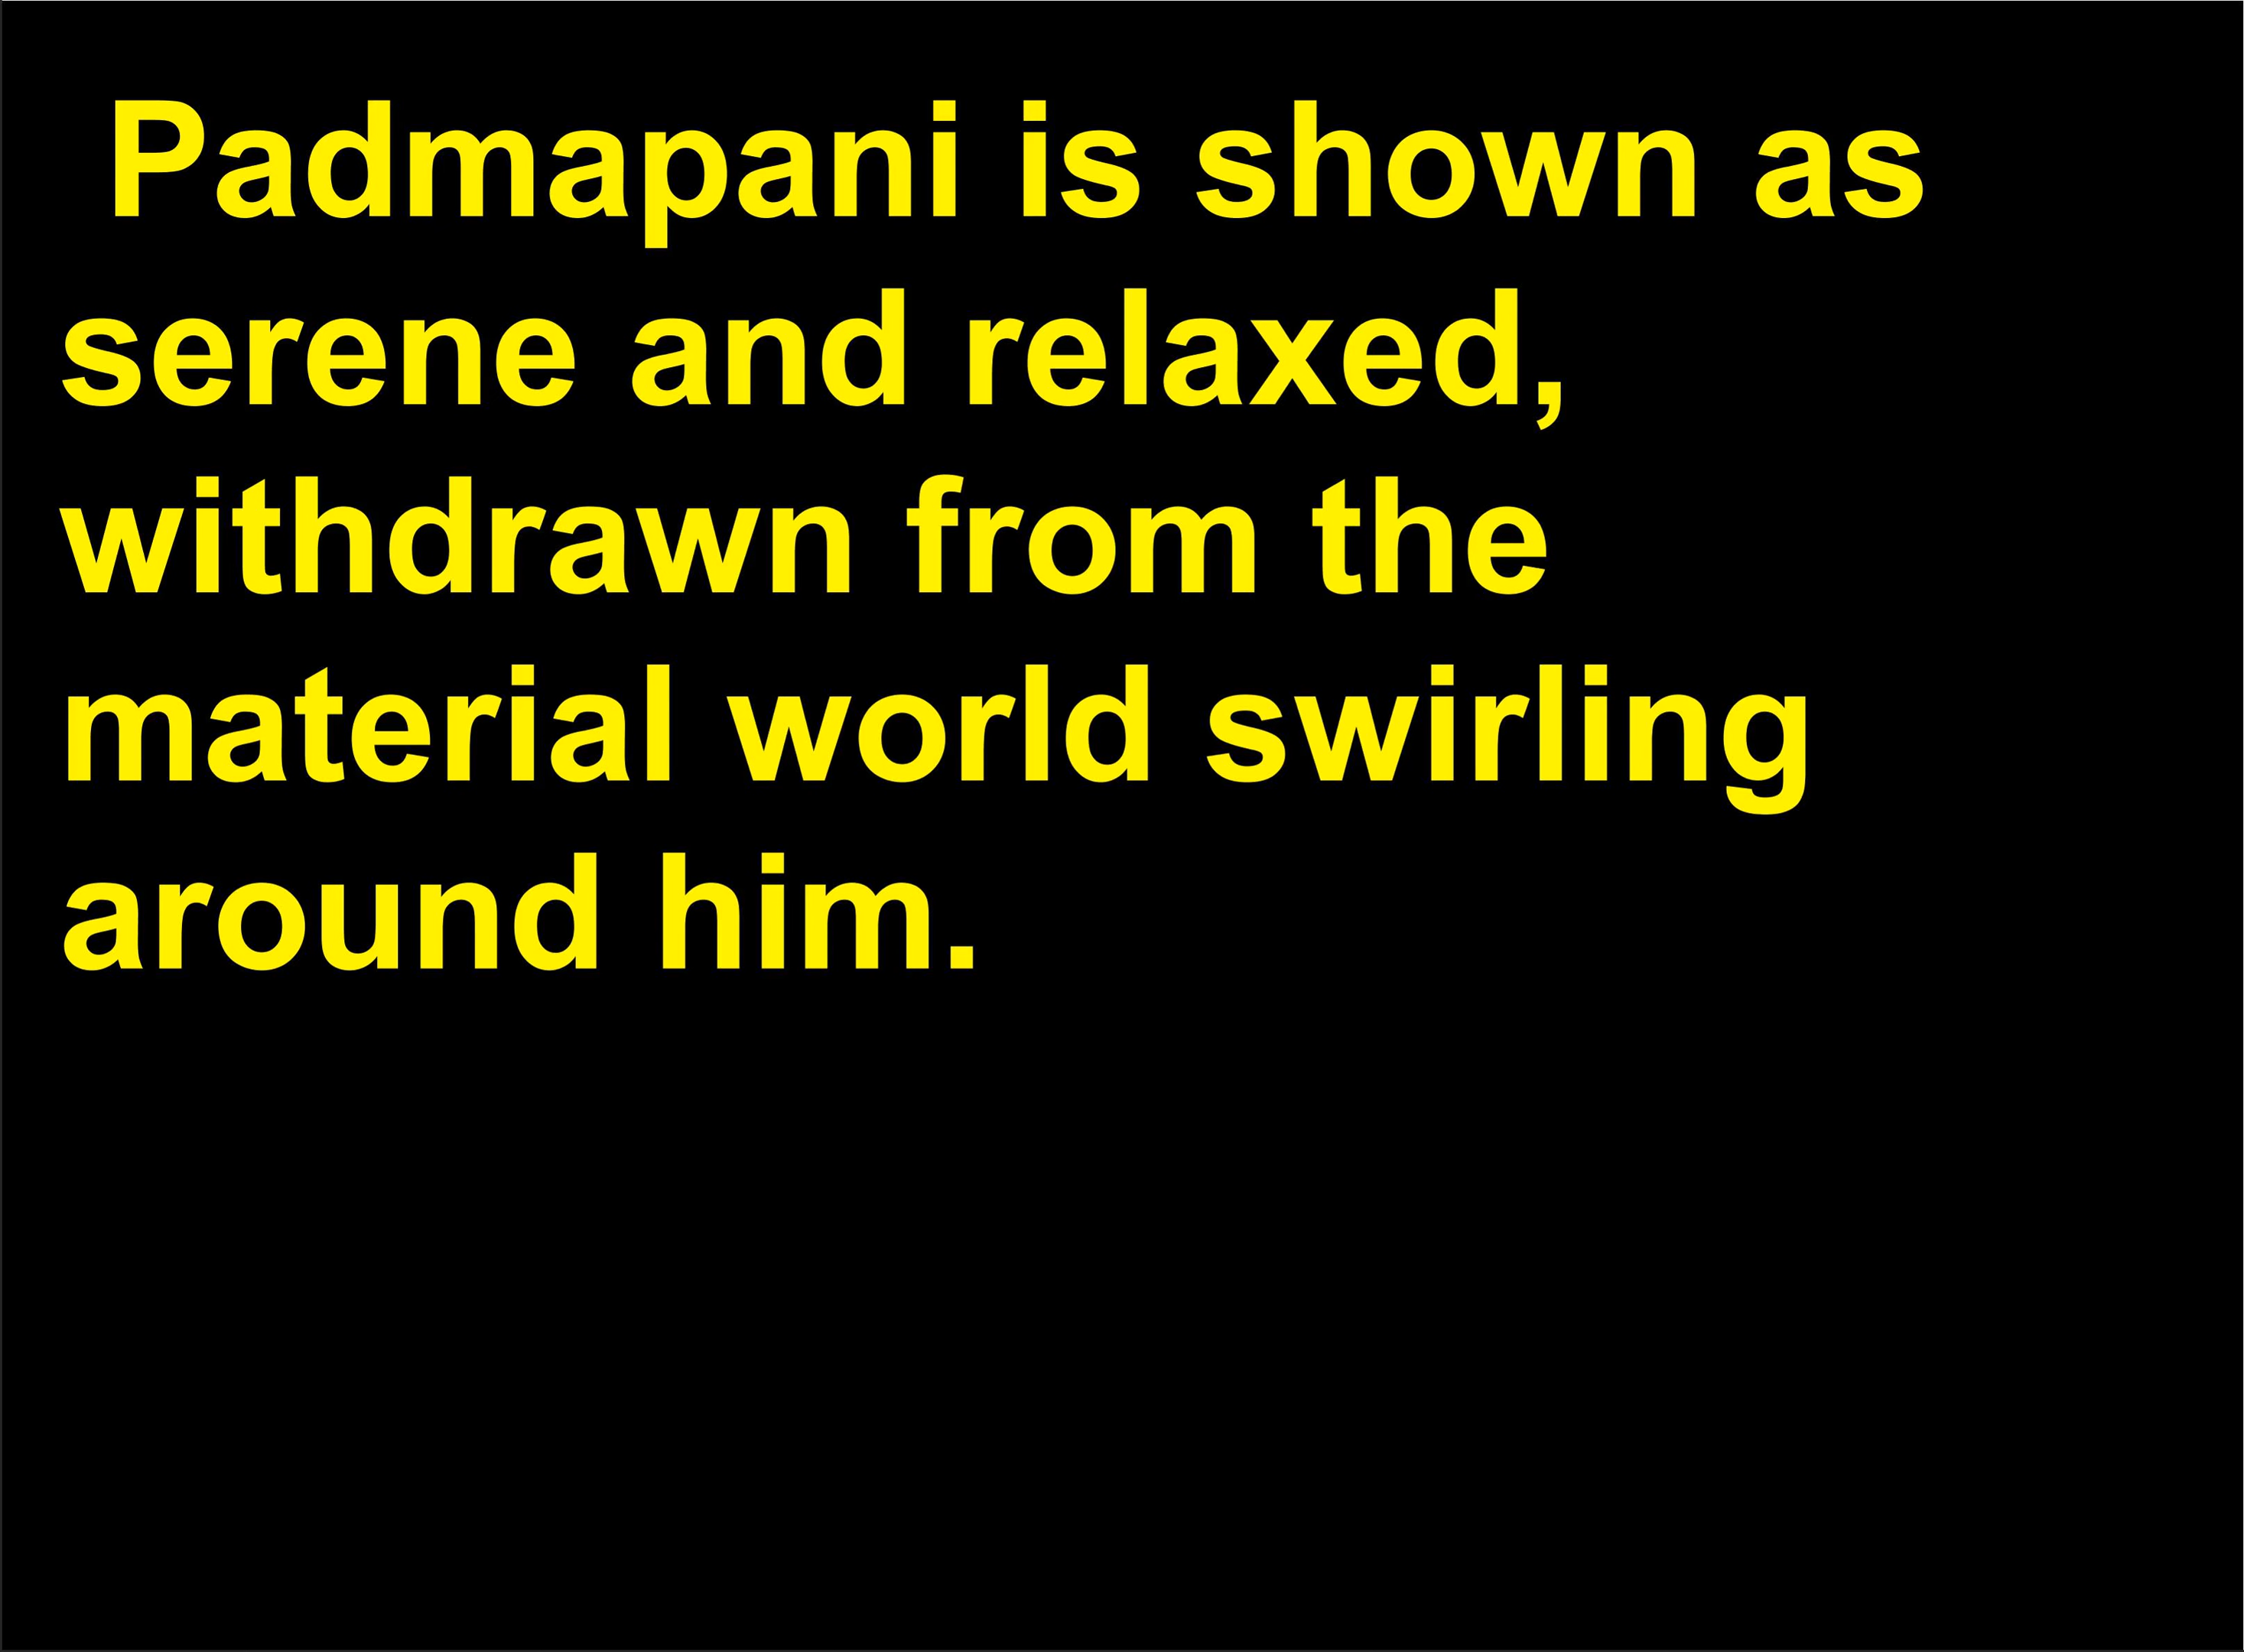 Padmapani is shown as
serene and relaxed,
withdrawn from the
material world swirling
around him.